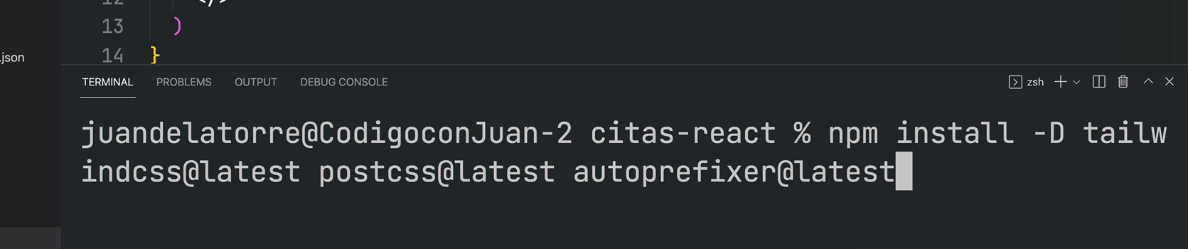 12 </>
13 )
14 }
.json
TERMINAL PROBLEMS OUTPUT DEBUG CONSOLE zsh
juandelatorre@CodigoconJuan-2 citas-react % npm install -D tailw
indcss@latest postcss@latest autoprefixer@latest